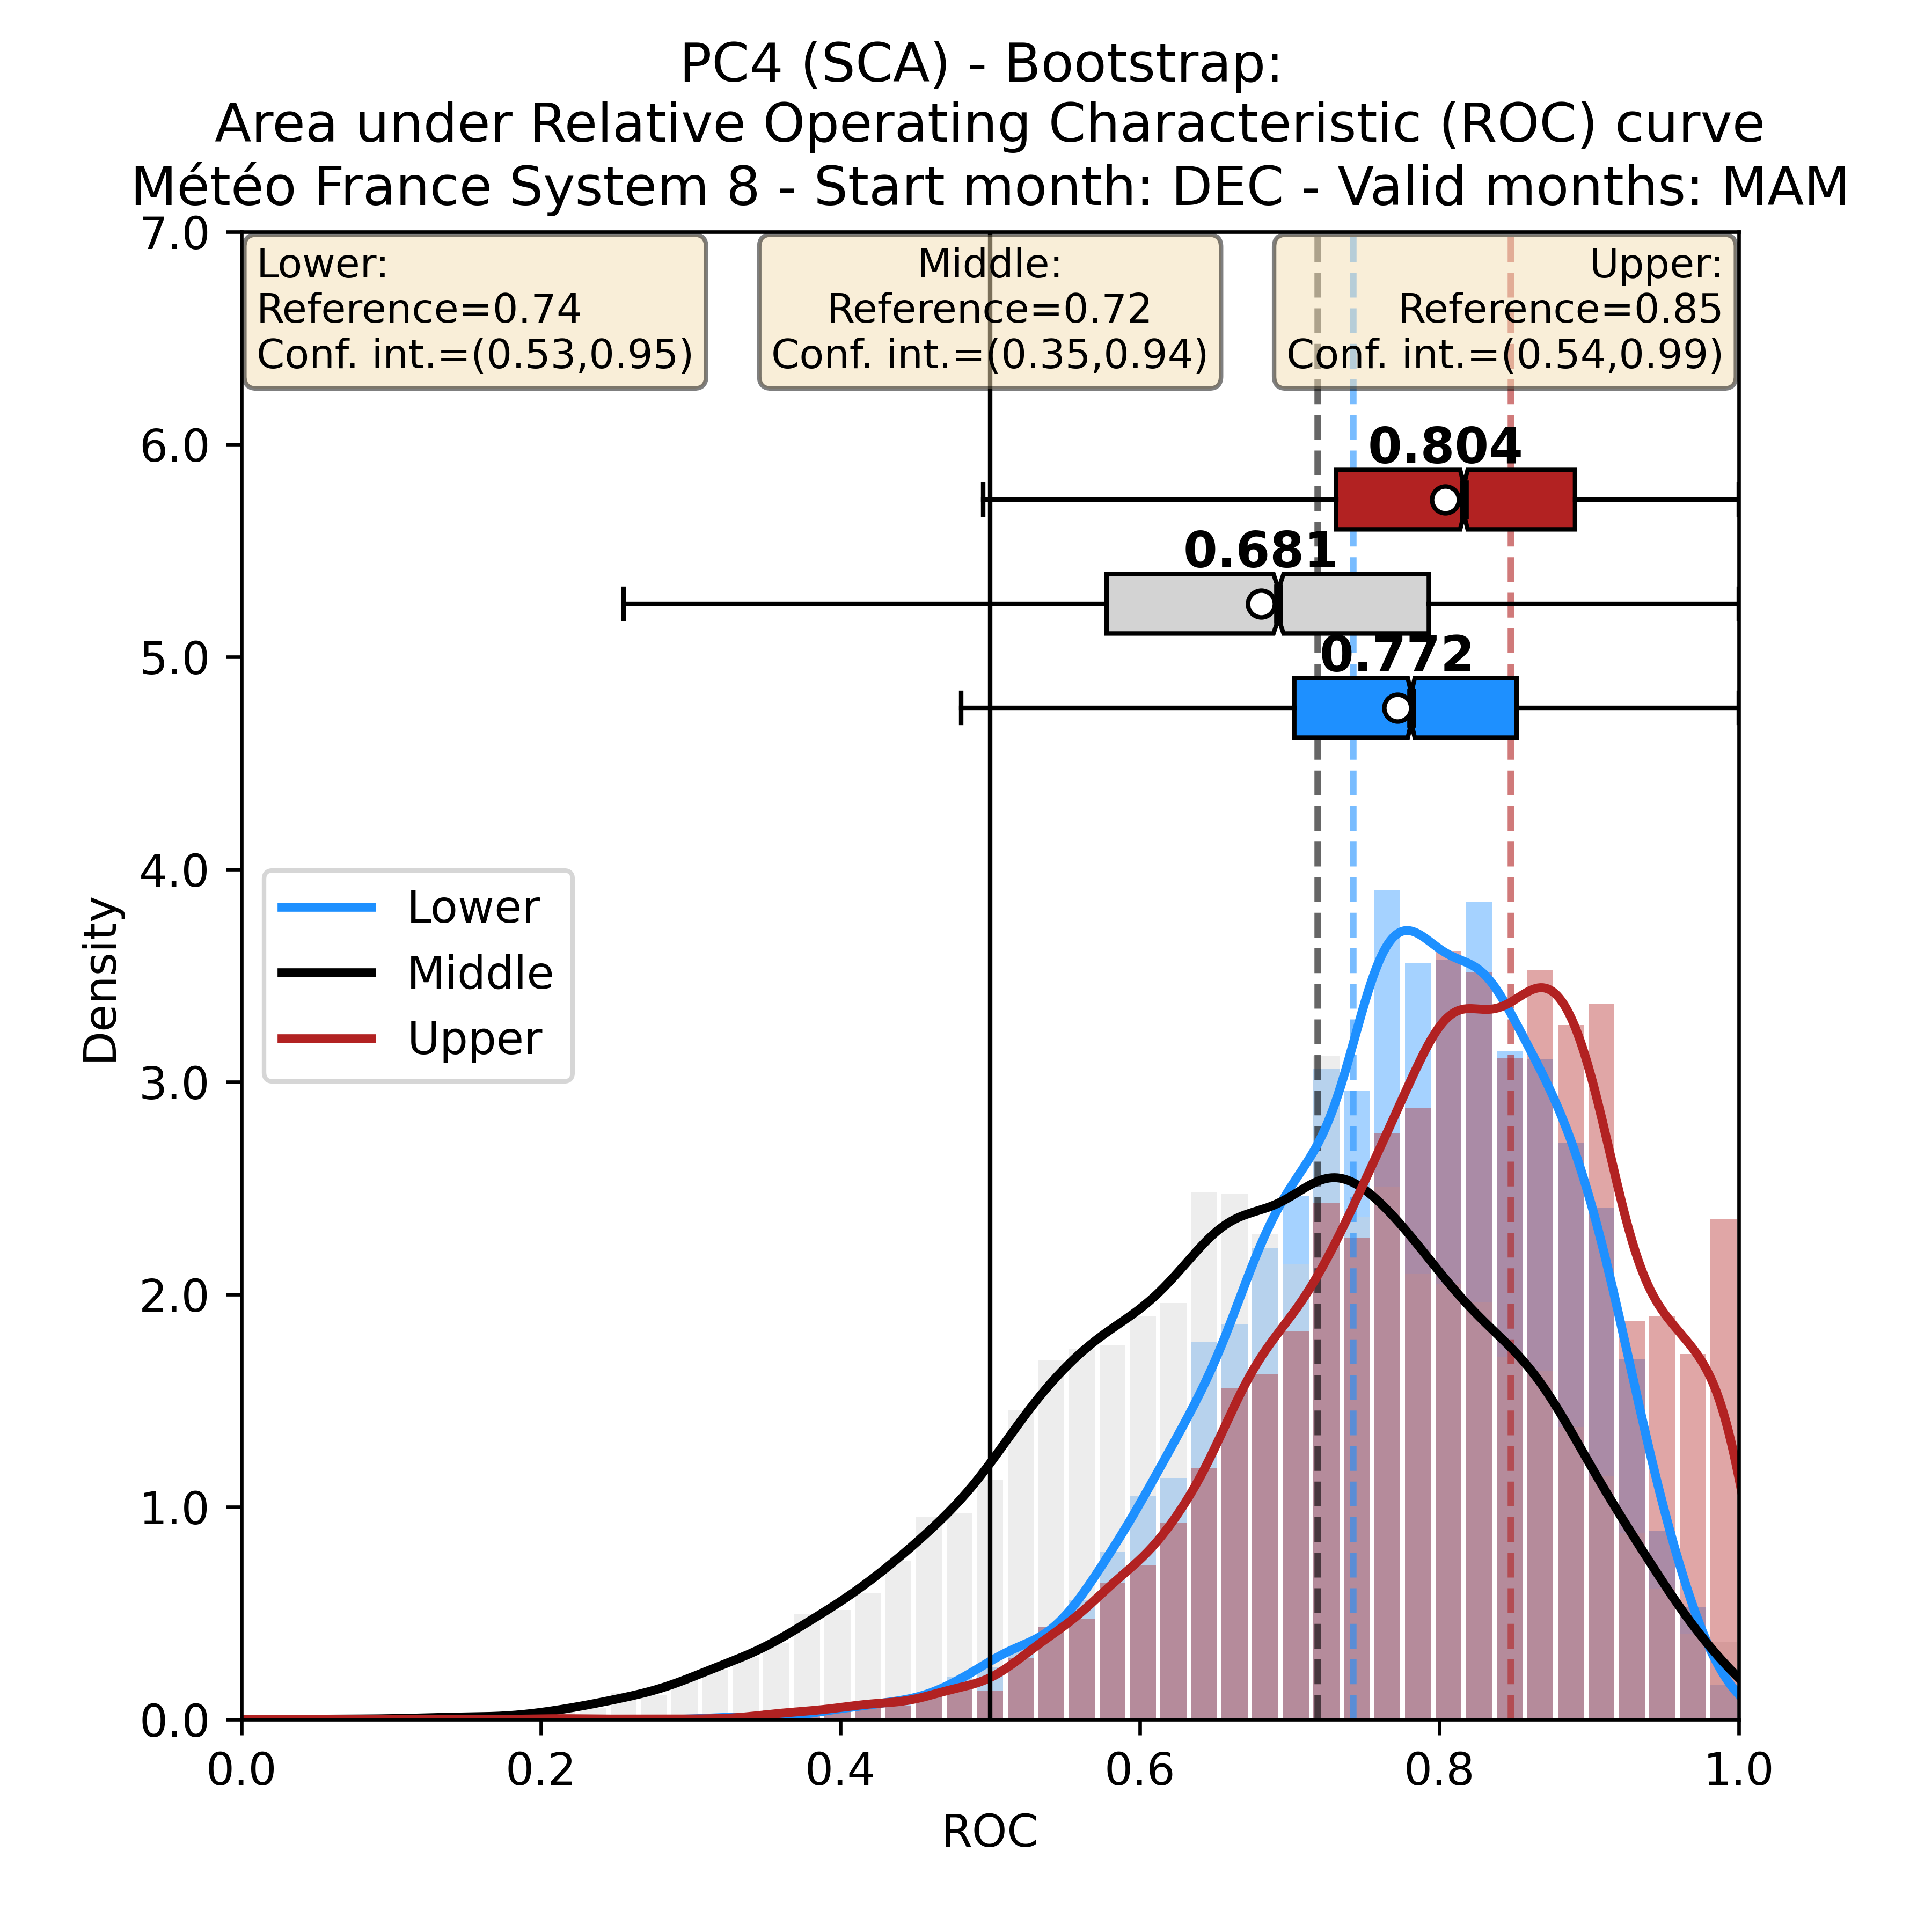 PC4 (SCA) - Bootstrap:
Area under Relative Operating Characteristic (ROC) curve
Météo France System 8 - Start month: DEC - Valid months: MAM
7.0
Lower:
Reference=0.74
Conf. int.=(0.53,0.95)
Middle:
Reference=0.72
Conf. int.=(0.35,0.94)
Upper:
Reference=0.85
Conf. int.=(0.54,0.99)
6.0
0.804
0.681
5.0
0.772
4.0
Lower
Middle
Upper
Density
3.0
2.0
1.0
0.0
0.0 0.2 0.4 0.6 0.8 1.0
ROC